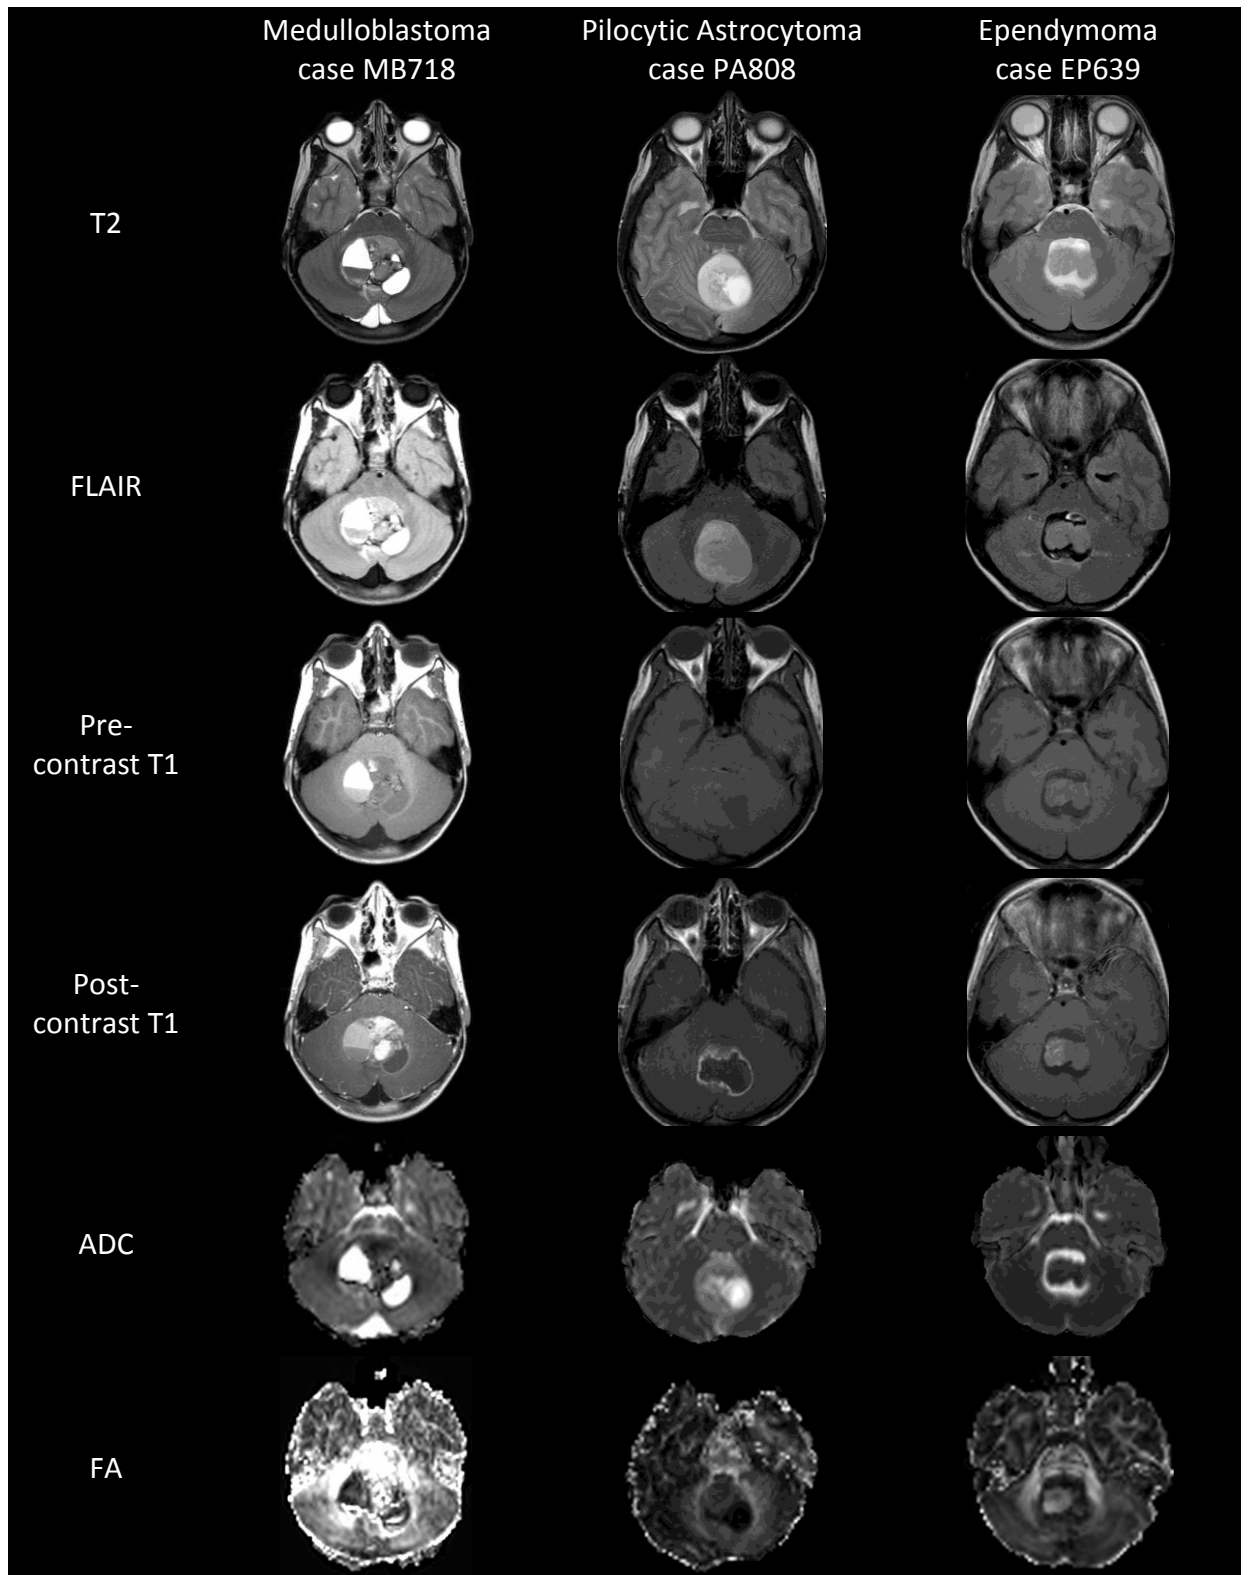 Medulloblastoma
case MB718
Pilocytic Astrocytoma
case PA808
Ependymoma
case EP639
T2
FLAIR
Pre-
contrast T1
Post-
contrast T1
ADC
FA